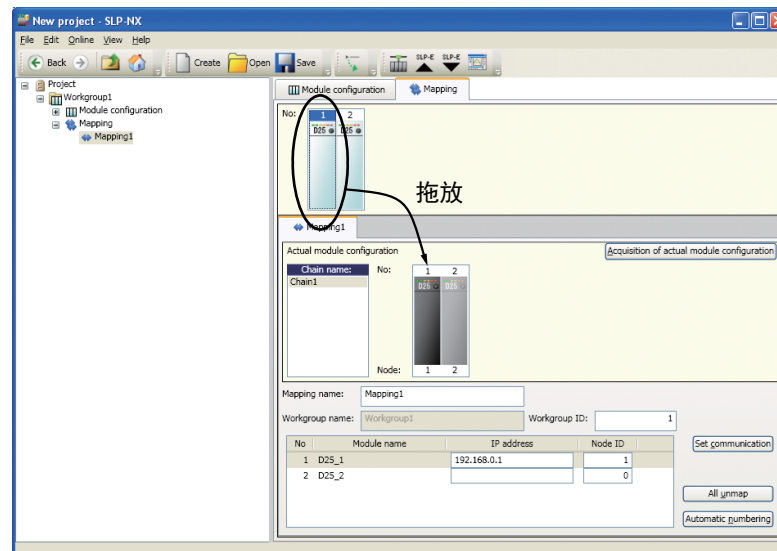 New project - SLP-NX
File Edit Online View Help
Back Create Open Save SLP-E SLP-E
Project
Workgroup1
Module configuration
Mapping
Mapping1
Module configuration Mapping
No: 1 2
D25 D25
拖放
Mapping1
Actual module configuration Acquisition of actual module configuration
Chain name: No: 1 2
Chain1
D25 D25
Node: 1 2
Mapping name: Mapping1
Workgroup name: Workgroup1 Workgroup ID: 1
No Module name IP address Node ID Set communication
1 D25_1 192.168.0.1 1
2 D25_2 0
All unmap
Automatic numbering